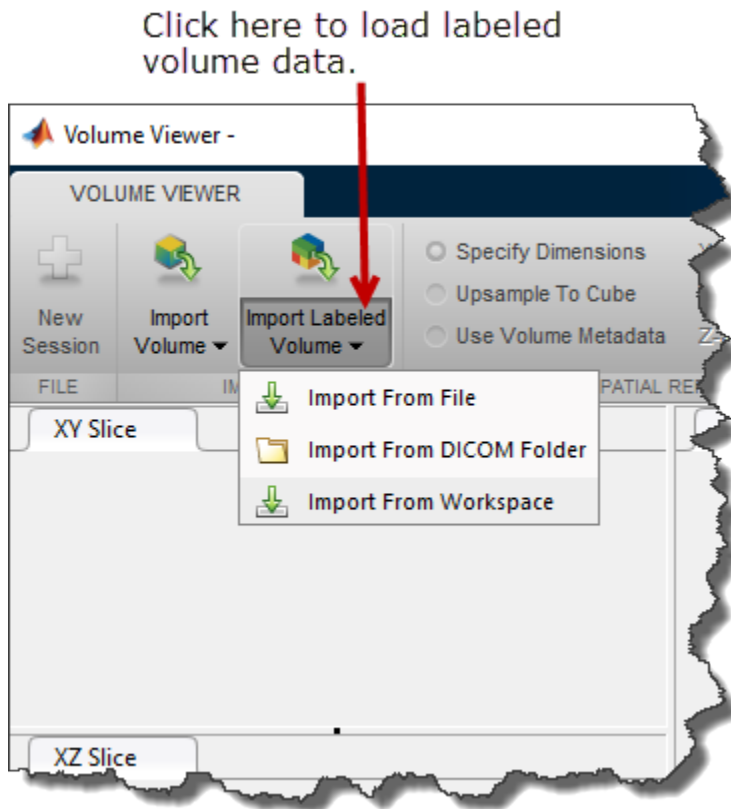 Click here to load labeled
volume data.
Volume Viewer -
VOLUME VIEWER
New
Session
Import
Volume
Import Labeled
Volume
Specify Dimensions
Upsample To Cube
Use Volume Metadata
FILE
XY Slice
Import From File
Import From DICOM Folder
Import From Workspace
XZ Slice